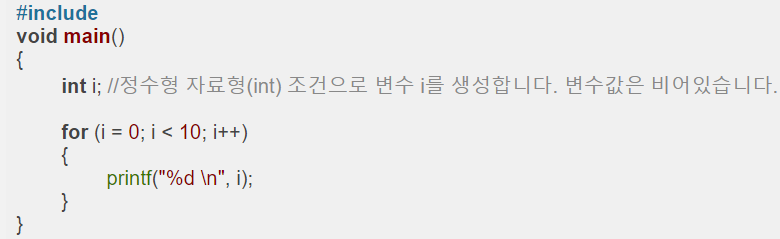 #include
void main()
{
int i; //정수형 자료형(int) 조건으로 변수 i를 생성합니다. 변수값은 비어있습니다.
for (i = 0; i < 10; i++)
{
printf("%d \n", i);
}
}